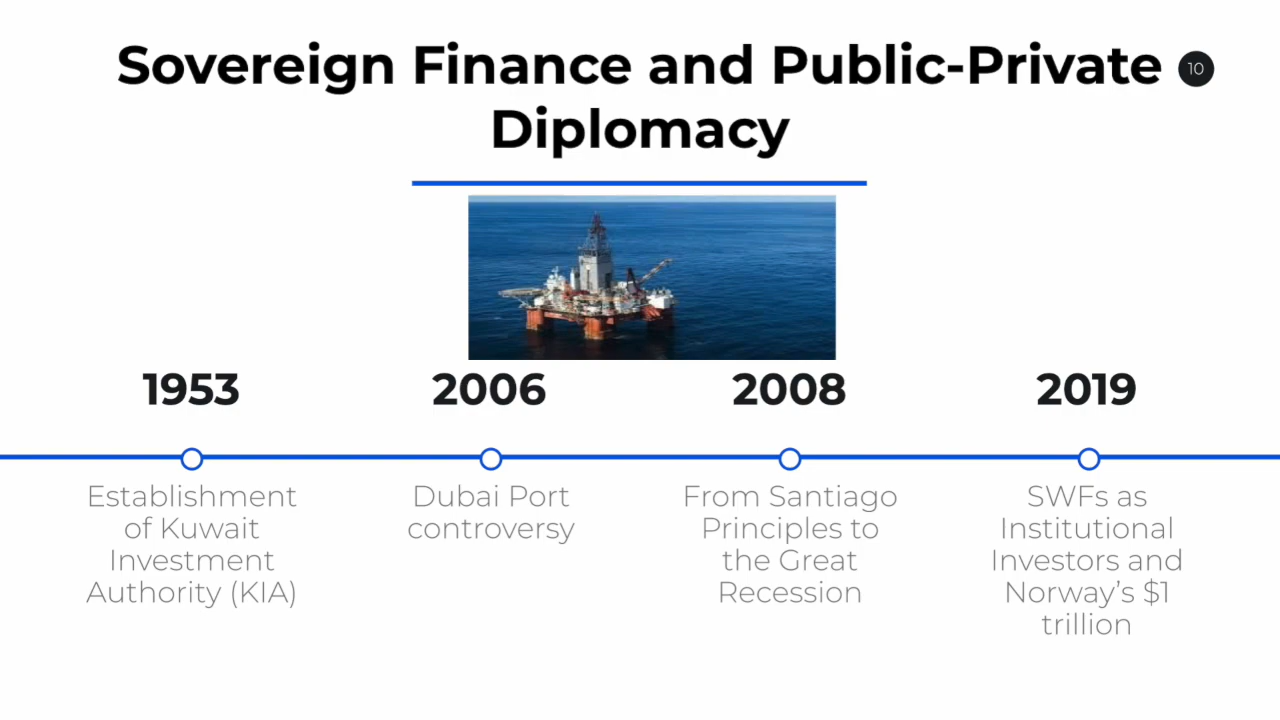 Sovereign Finance and Public-Private
Diplomacy
10
1953
Establishment
of Kuwait
Investment
Authority (KIA)
2006
Dubai Port
controversy
2008
From Santiago
Principles to
the Great
Recession
2019
SWFs as
Institutional
Investors and
Norway’s $1
trillion